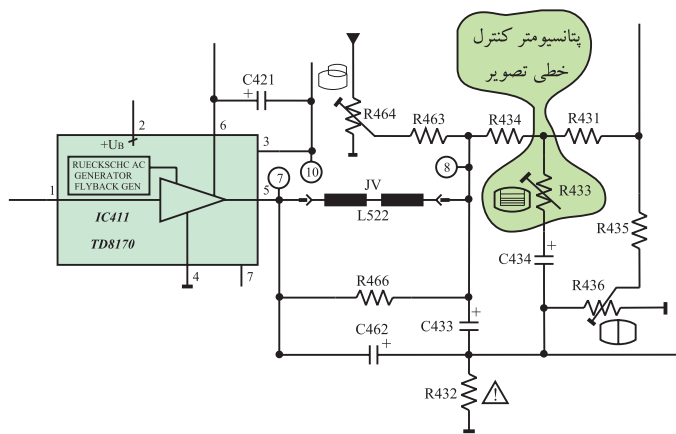 پتانسیومتر کنترل
خطی تصویر
C421
+
R464
R463
R434
R431
2
+UB
6
3
RUECKSCHC AC
GENERATOR
FLYBACK GEN
7
10
8
1
5
JV
L522
R433
IC411
TD8170
4
7
R435
C434
+
R436
R466
C462
+
C433
+
R432
!